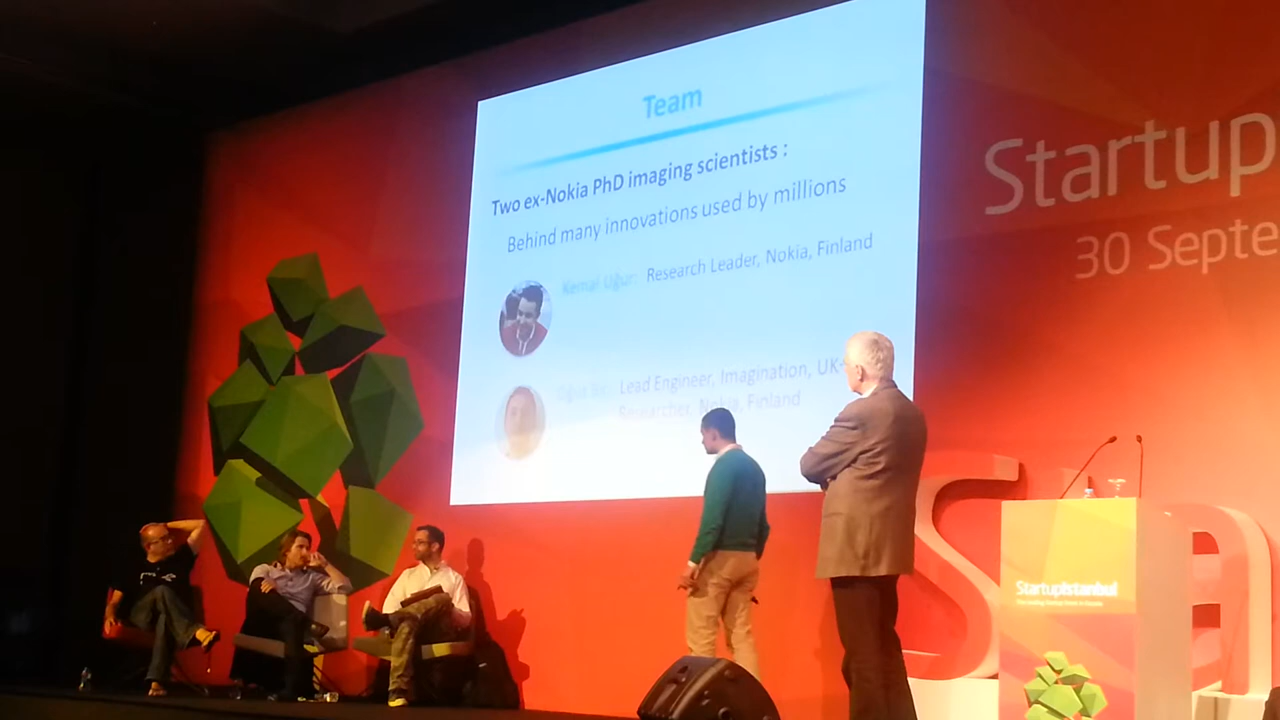 Team
Two ex-Nokia PhD imaging scientists :
Behind many innovations used by millions
Kemal Uğur: Research Leader, Nokia, Finland
Lead Engineer, Imagination, UK
Researcher, Nokia, Finland
Startup
30 Septe
StartupIstanbul